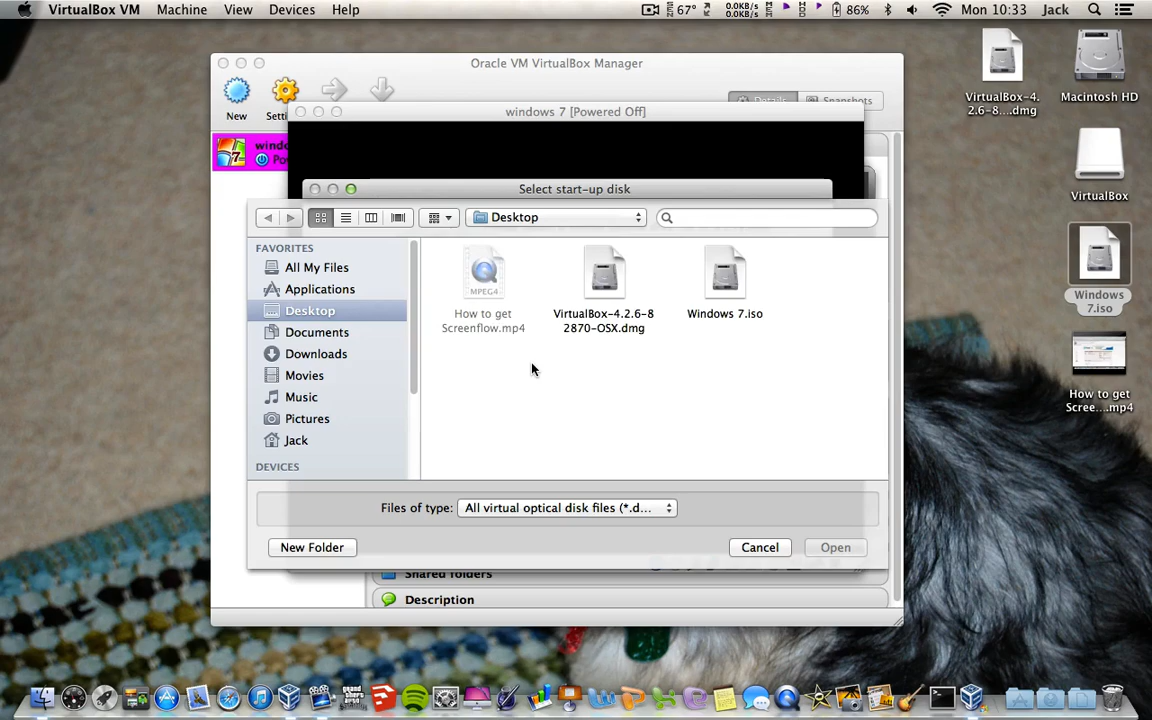 VirtualBox VM Machine View Devices Help
67° 0.0KB/s 0.0KB/s 86% Mon 10:33 Jack
Oracle VM VirtualBox Manager
New
Details Snapshots
windows 7 [Powered Off]
Select start-up disk
Desktop
FAVORITES
All My Files
Applications
Desktop
Documents
Downloads
Movies
Music
Pictures
Jack
DEVICES
MPEG4
How to get
Screenflow.mp4
VirtualBox-4.2.6-8
2870-OSX.dmg
Windows 7.iso
Files of type: All virtual optical disk files (*.d...
New Folder Cancel Open
Shared folders
Description
VirtualBox-4.
2.6-8....dmg
Macintosh HD
VirtualBox
Windows
7.iso
How to get
Scree....mp4